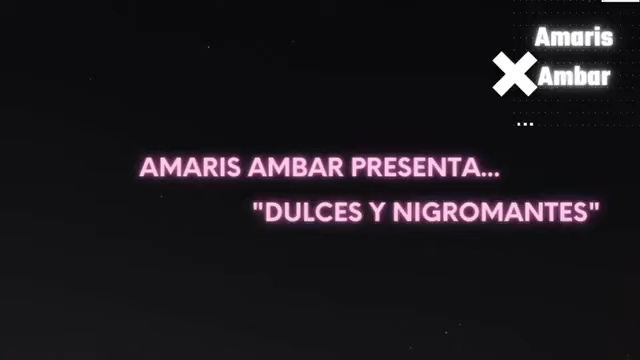 Amaris
Ambar
...
AMARIS AMBAR PRESENTA...
"DULCES Y NIGROMANTES"